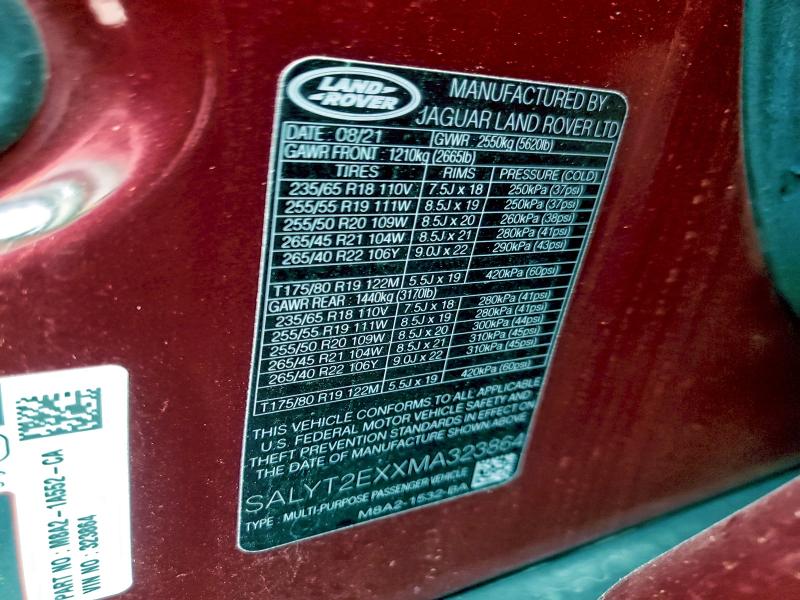 LAND
ROVER
MANUFACTURED BY
JAGUAR LAND ROVER LTD
DATE : 08/21 GVWR : 2550kg (5620lb)
GAWR FRONT : 1210kg (2665lb)
TIRES RIMS PRESSURE (COLD)
235/65 R18 110V 7.5J x 18 250kPa (37psi)
255/55 R19 111W 8.5J x 19 250kPa (37psi)
255/50 R20 109W 8.5J x 20 260kPa (38psi)
265/45 R21 104W 8.5J x 21 280kPa (41psi)
265/40 R22 106Y 9.0J x 22 290kPa (43psi)
T175/80 R19 122M 5.5J x 19 420kPa (60psi)
GAWR REAR : 1440kg (3170lb)
235/65 R18 110V 7.5J x 18 280kPa (41psi)
255/55 R19 111W 8.5J x 19 280kPa (41psi)
255/50 R20 109W 8.5J x 20 300kPa (44psi)
265/45 R21 104W 8.5J x 21 310kPa (45psi)
265/40 R22 106Y 9.0J x 22 310kPa (45psi)
T175/80 R19 122M 5.5J x 19 420kPa (60psi)
THIS VEHICLE CONFORMS TO ALL APPLICABLE
U.S. FEDERAL MOTOR VEHICLE SAFETY AND
THEFT PREVENTION STANDARDS IN EFFECT ON
THE DATE OF MANUFACTURE SHOWN ABOVE
SALYT2EXXMA323864
TYPE : MULTI-PURPOSE PASSENGER VEHICLE
M8A2-1532-BA
PART NO : M8A2-1A552-CA
VIN NO : 323864